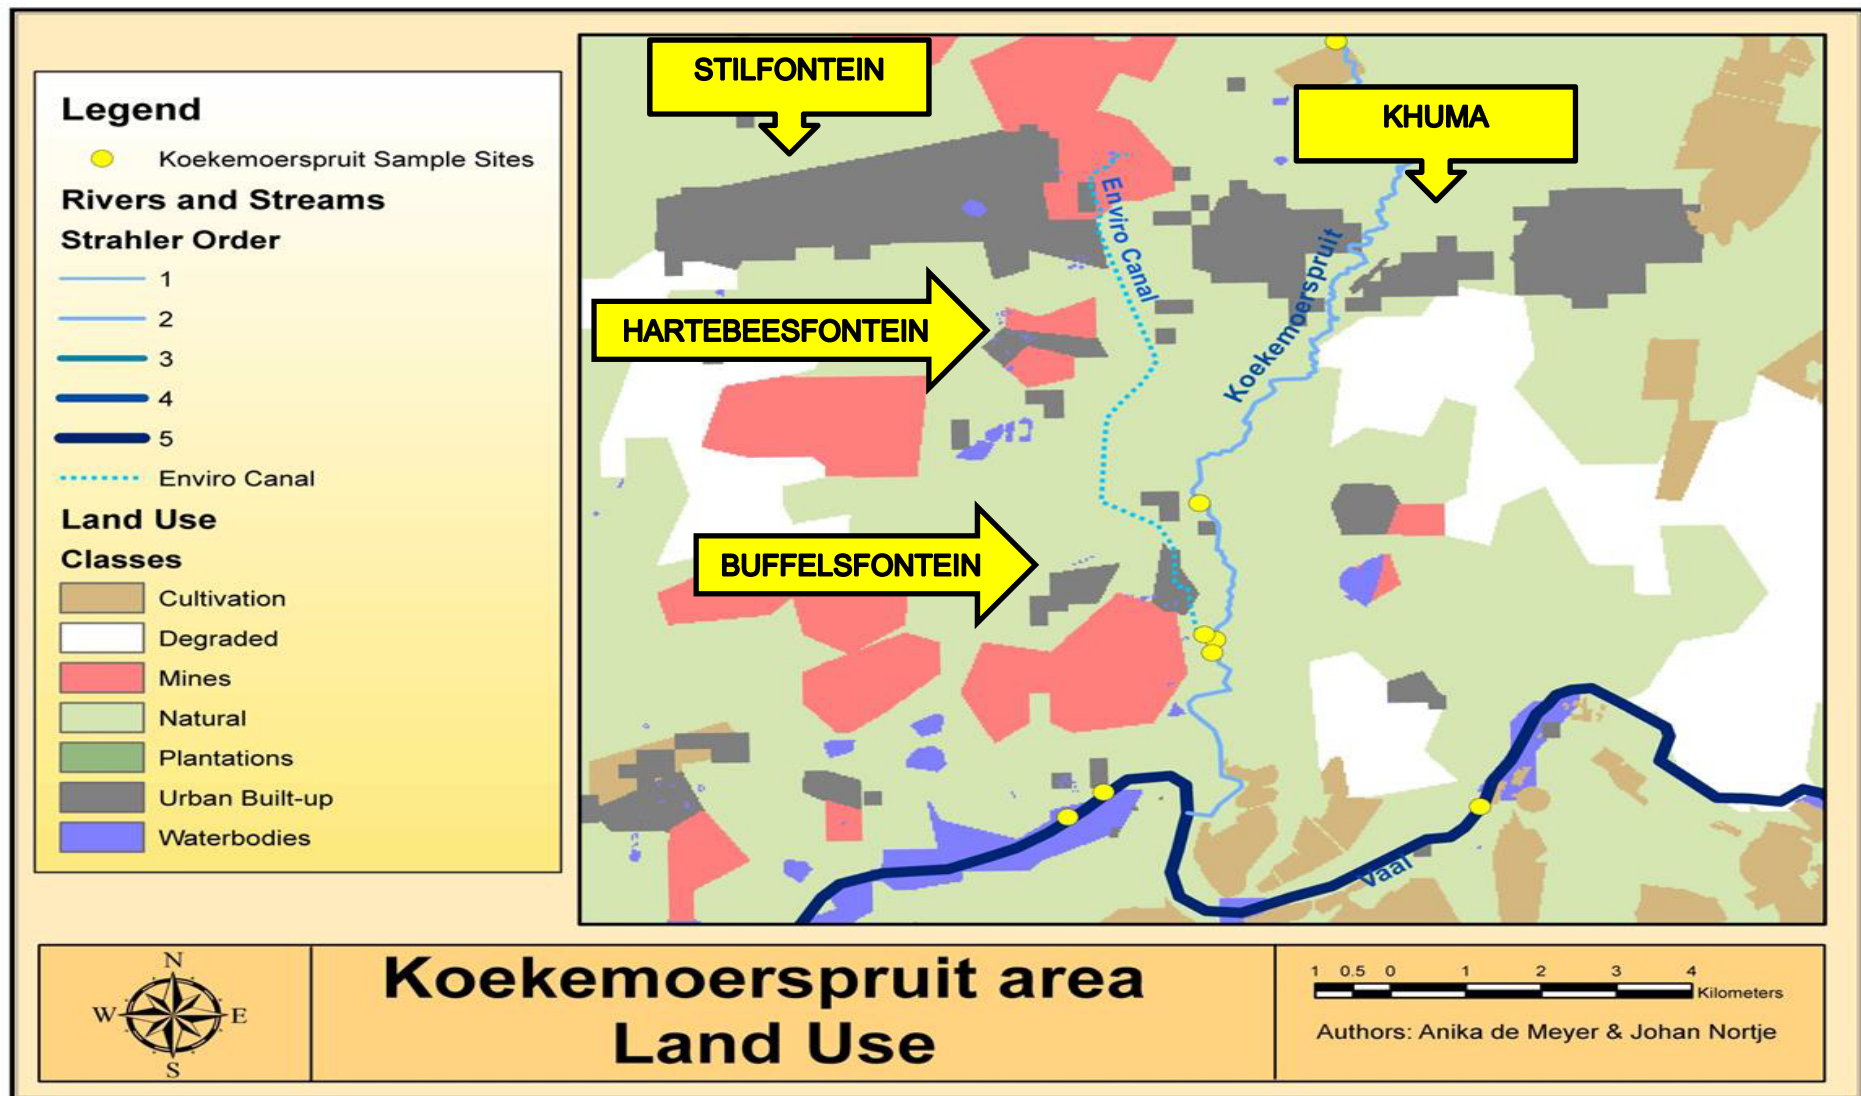 Legend
Koekemoerspruit Sample Sites
Rivers and Streams
Strahler Order
1
2
3
4
5
Enviro Canal
Land Use
Classes
Cultivation
Degraded
Mines
Natural
Plantations
Urban Built-up
Waterbodies
STILFONTEIN
KHUMA
Enviro Canal
Koekemoerspruit
HARTEBEESFONTEIN
BUFFELSFONTEIN
Vaal
N
W E
S
Koekemoerspruit area
Land Use
1 0.5 0 1 2 3 4
Kilometers
Authors: Anika de Meyer & Johan Nortje